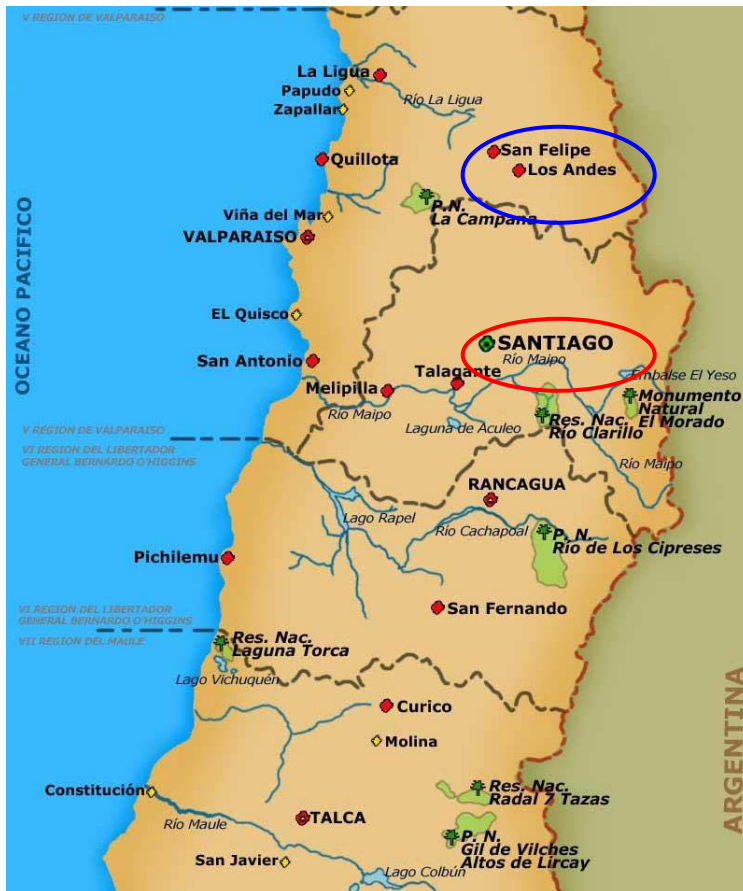 V REGIÓN DE VALPARAISO
La Ligua
Papudo
Zapallar
Río La Ligua
San Felipe
Los Andes
Quillota
P.N.
La Campana
Viña del Mar
VALPARAISO
OCEANO PACIFICO
EL Quisco
SANTIAGO
Río Maipo
San Antonio
Talagante
Embalse El Yeso
Melipilla
Monumento
Natural
El Morado
Río Maipo
Laguna de Aculeo
Res. Nac.
Río Clarillo
V REGION DE VALPARAISO
VI REGION DEL LIBERTADOR
GENERAL BERNARDO O'HIGGINS
Río Maipo
RANCAGUA
Lago Rapel
Río Cachapoal
P. N.
Río de Los Cipreses
Pichilemu
San Fernando
VI REGION DEL LIBERTADOR
GENERAL BERNARDO O'HIGGINS
VII REGION DEL MAULE
Res. Nac.
Laguna Torca
Lago Vichuquén
Curico
Molina
ARGENTINA
Constitución
Res. Nac.
Radal 7 Tazas
Río Maule
TALCA
P. N.
Gil de Vilches
Altos de Lircay
San Javier
Lago Colbún